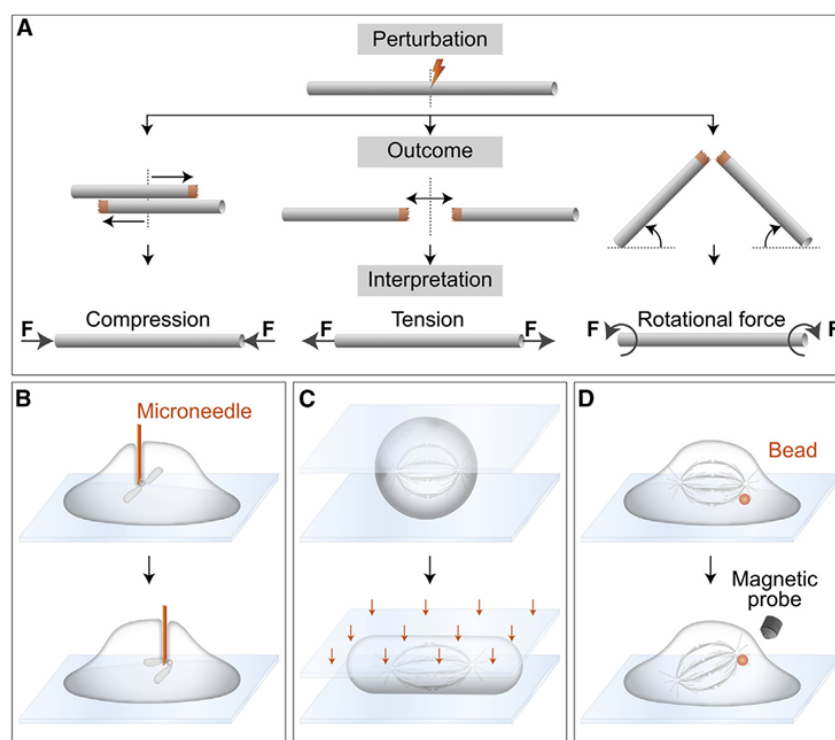 A
Perturbation
Outcome
Interpretation
Compression
F
F
Tension
F
F
Rotational force
F
F
B
Microneedle
C
D
Bead
Magnetic
probe